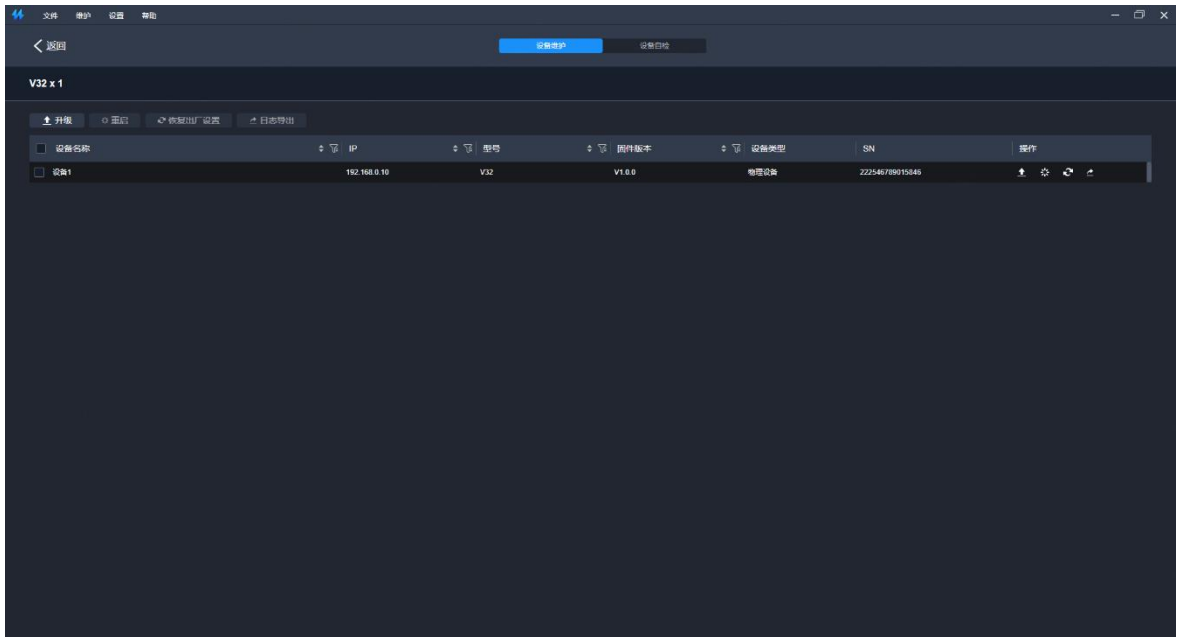 文件 维护 设置 帮助
返回 设备维护 设备自检
V32 x 1
升级 重启 恢复出厂设置 日志导出
设备名称 IP 型号 固件版本 设备类型 SN 操作
设备1 192.168.0.10 V32 V1.0.0 物理设备 222546789015846